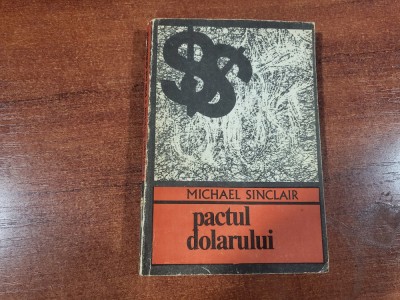 $$
MICHAEL SINCLAIR
pactul
dolarului